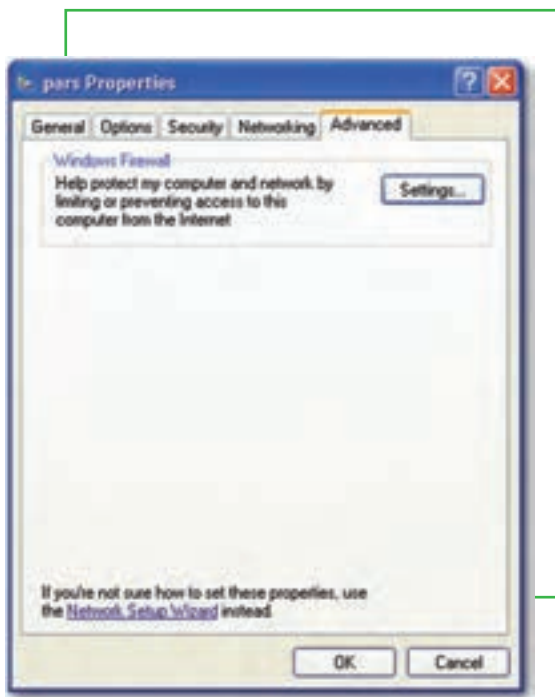 pars Properties
General Options Security Networking Advanced
Windows Firewall
Help protect my computer and network by
limiting or preventing access to this
computer from the Internet
Settings...
If you're not sure how to set these properties, use
the Network Setup Wizard instead.
OK Cancel